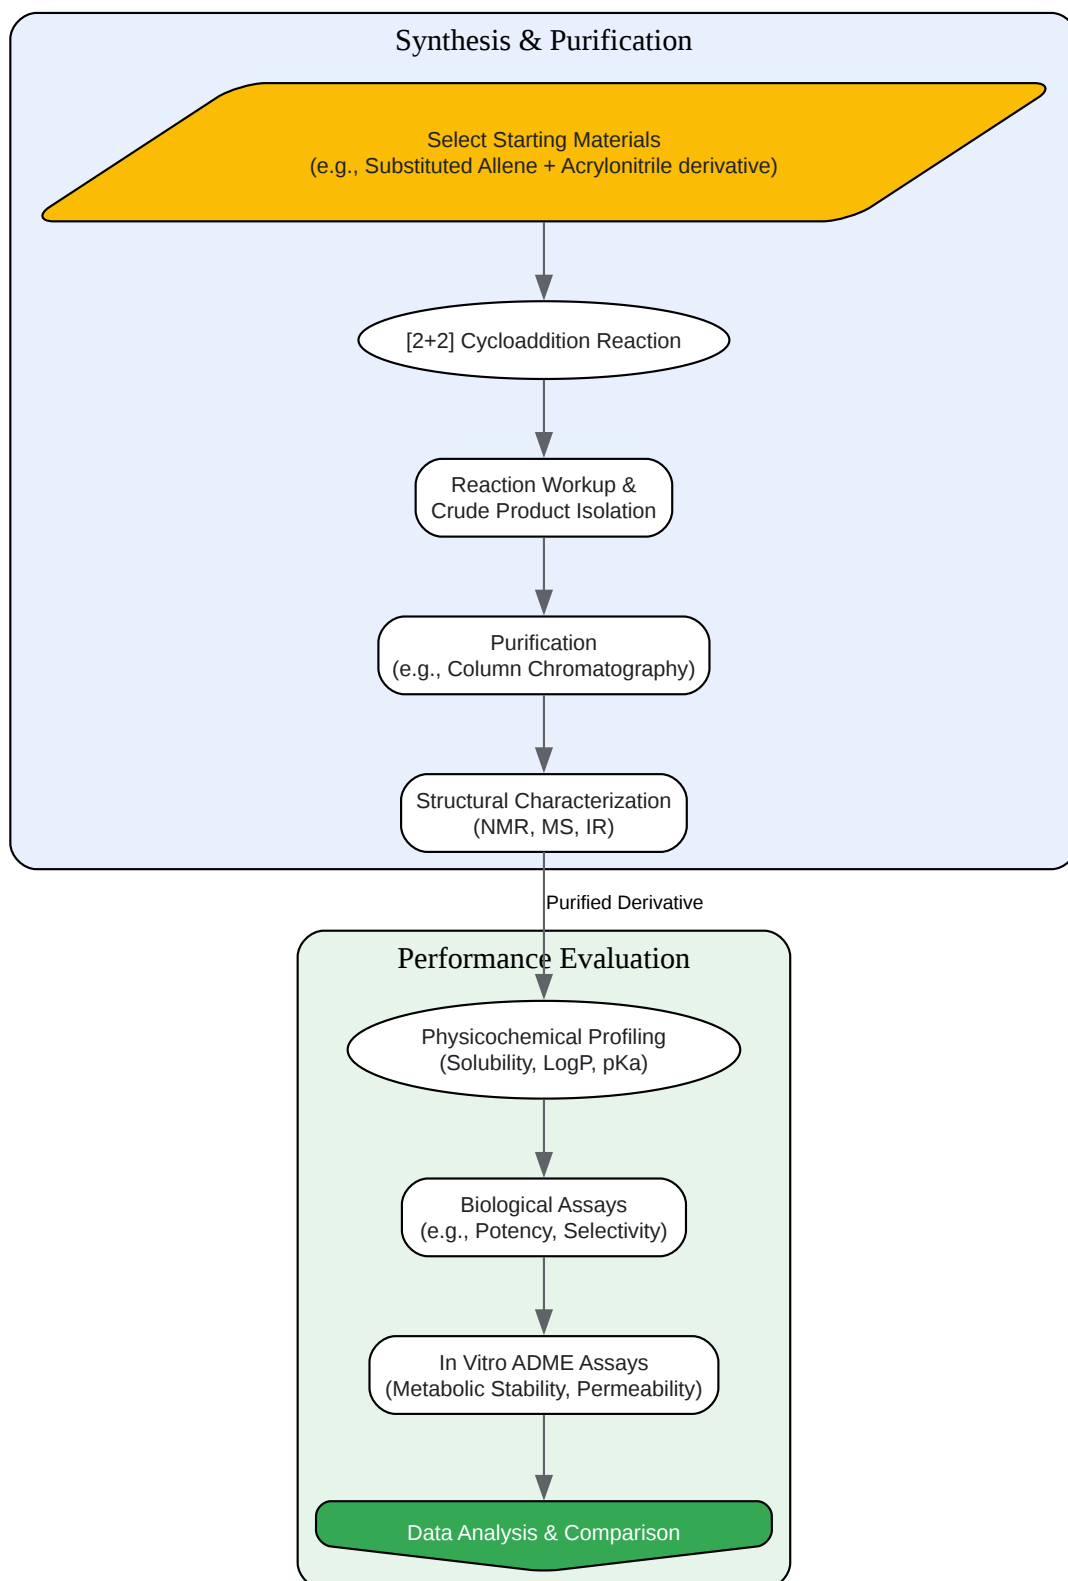 Synthesis & Purification
Select Starting Materials
(e.g., Substituted Allene + Acrylonitrile derivative)
[2+2] Cycloaddition Reaction
Reaction Workup &
Crude Product Isolation
Purification
(e.g., Column Chromatography)
Structural Characterization
(NMR, MS, IR)
Purified Derivative
Performance Evaluation
Physicochemical Profiling
(Solubility, LogP, pKa)
Biological Assays
(e.g., Potency, Selectivity)
In Vitro ADME Assays
(Metabolic Stability, Permeability)
Data Analysis & Comparison